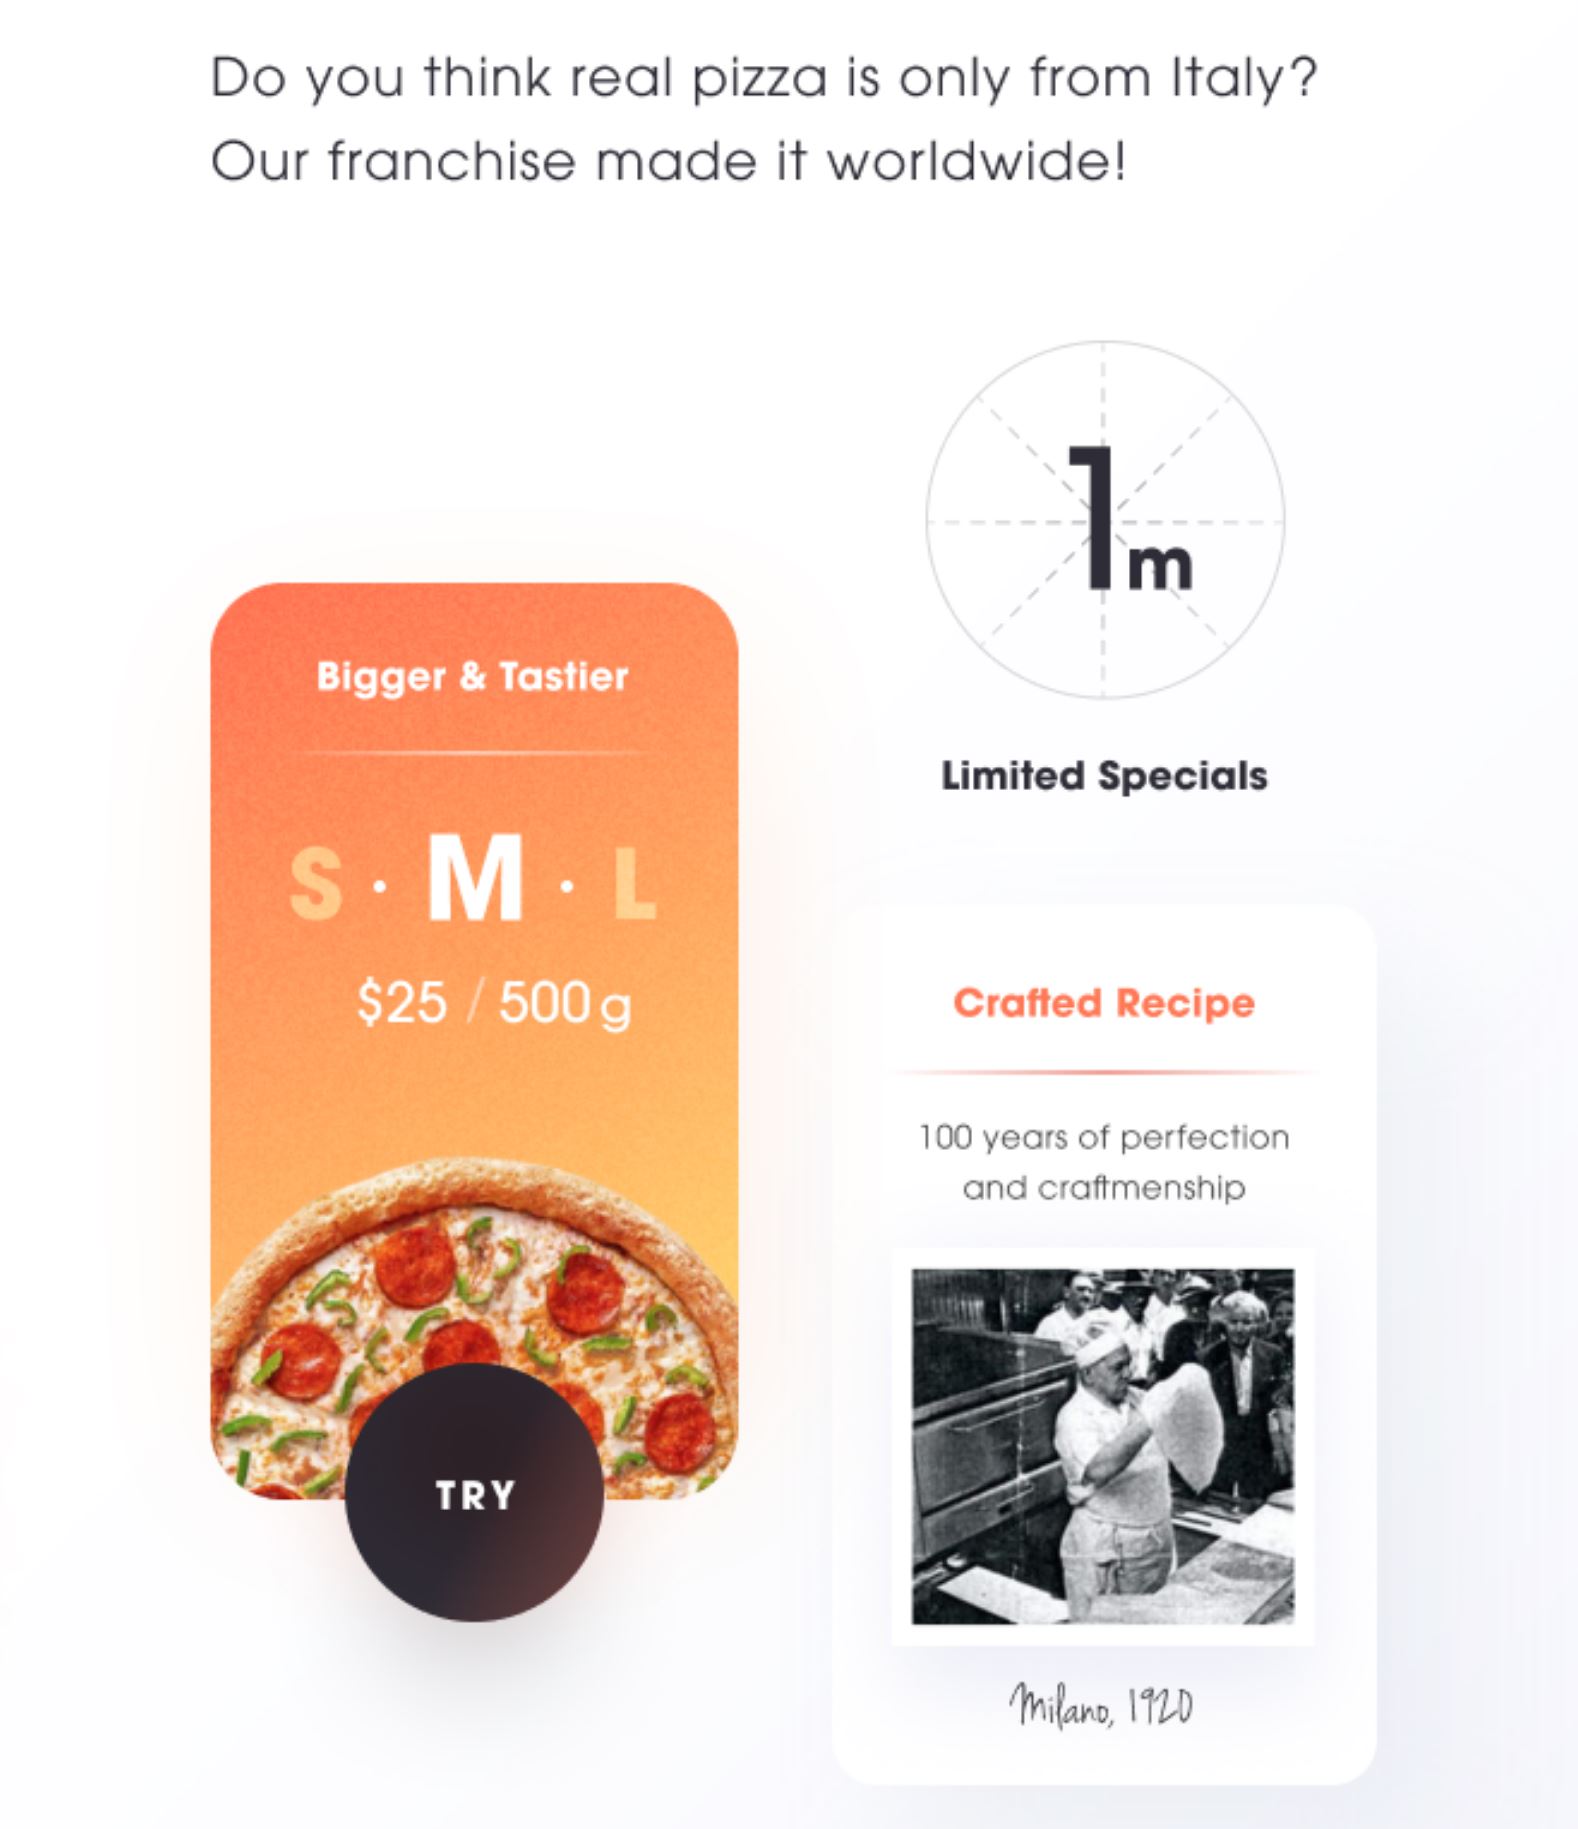 Do you think real pizza is only from Italy?
Our franchise made it worldwide!
1m
Limited Specials
Bigger & Tastier
S · M · L
$25 / 500g
TRY
Crafted Recipe
100 years of perfection
and craftmenship
Milano, 1920